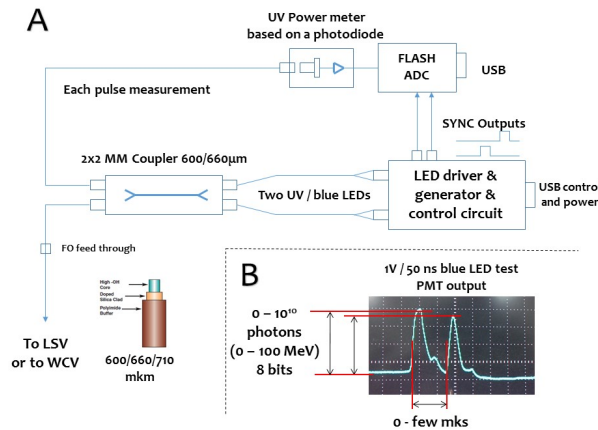 A
UV Power meter
based on a photodiode
FLASH
ADC
USB
Each pulse measurement
SYNC Outputs
2x2 MM Coupler 600/660µm
Two UV / blue LEDs
LED driver &
generator &
control circuit
USB contro
and power
FO feed through
High -OH
Core
Doped
Silica Clad
Polyimide
Buffer
To LSV
or to WCV
600/660/710
mkm
B
1V / 50 ns blue LED test
PMT output
0 – 10¹⁰
photons
(0 – 100 MeV)
8 bits
0 - few mks